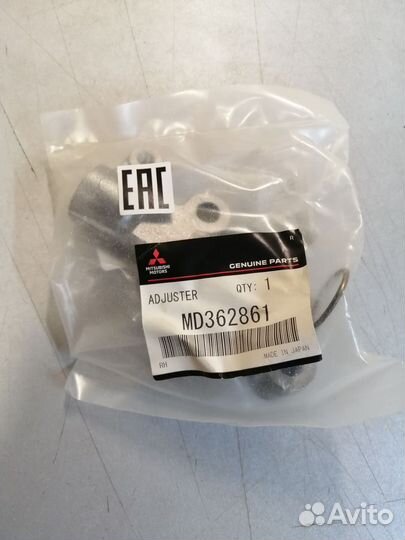 EAC
R
MITSUBISHI
MOTORS
GENUINE PARTS
ADJUSTER QTY: 1
MD362861
RH MADE IN JAPAN
Avito